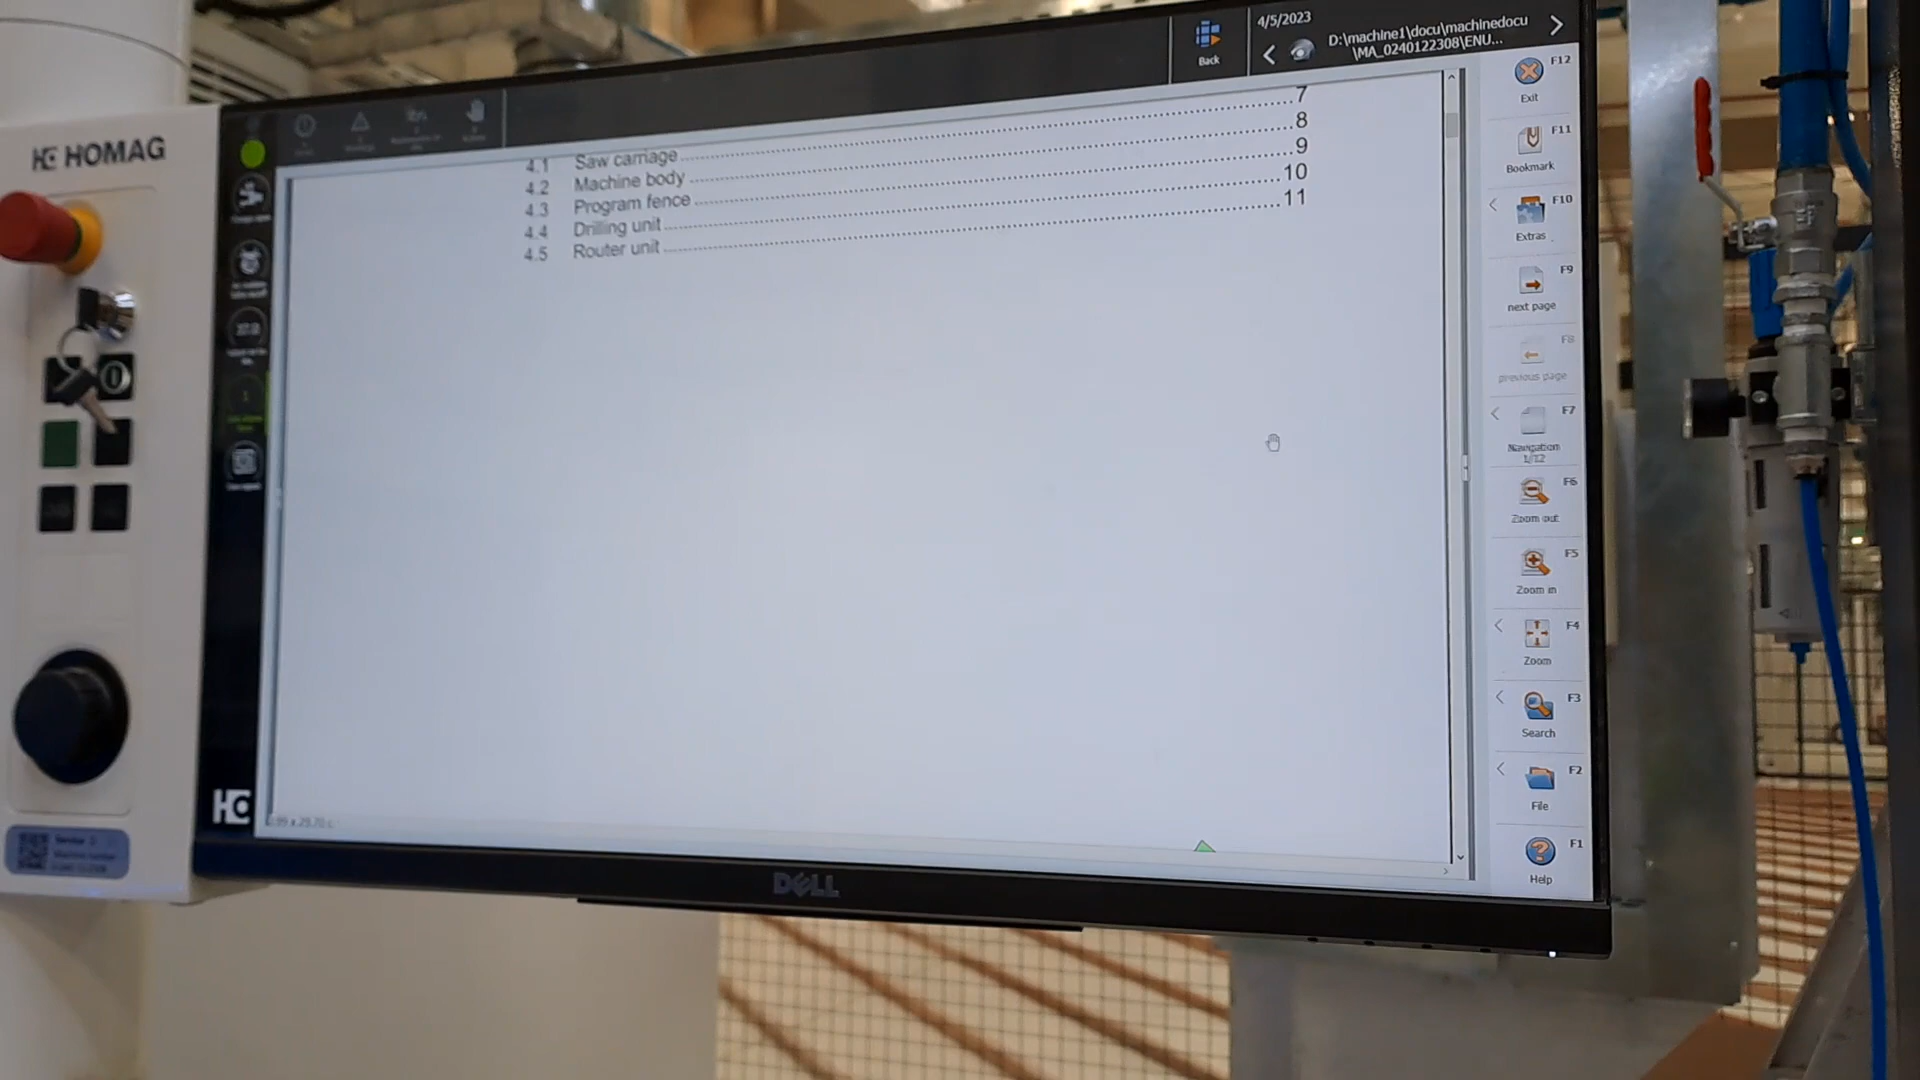 HOMAG
Back
4/5/2023
D:\machine1\docu\machinedocu
\MA_0240122308\ENU...
4.1 Saw carriage 7
4.2 Machine body 8
4.3 Program fence 9
4.4 Drilling unit 10
4.5 Router unit 11
F12
Exit
F11
Bookmark
F10
Extras
F9
next page
F8
previous page
F7
Navigation
1/12
F6
Zoom out
F5
Zoom in
F4
Zoom
F3
Search
F2
File
F1
Help
DELL